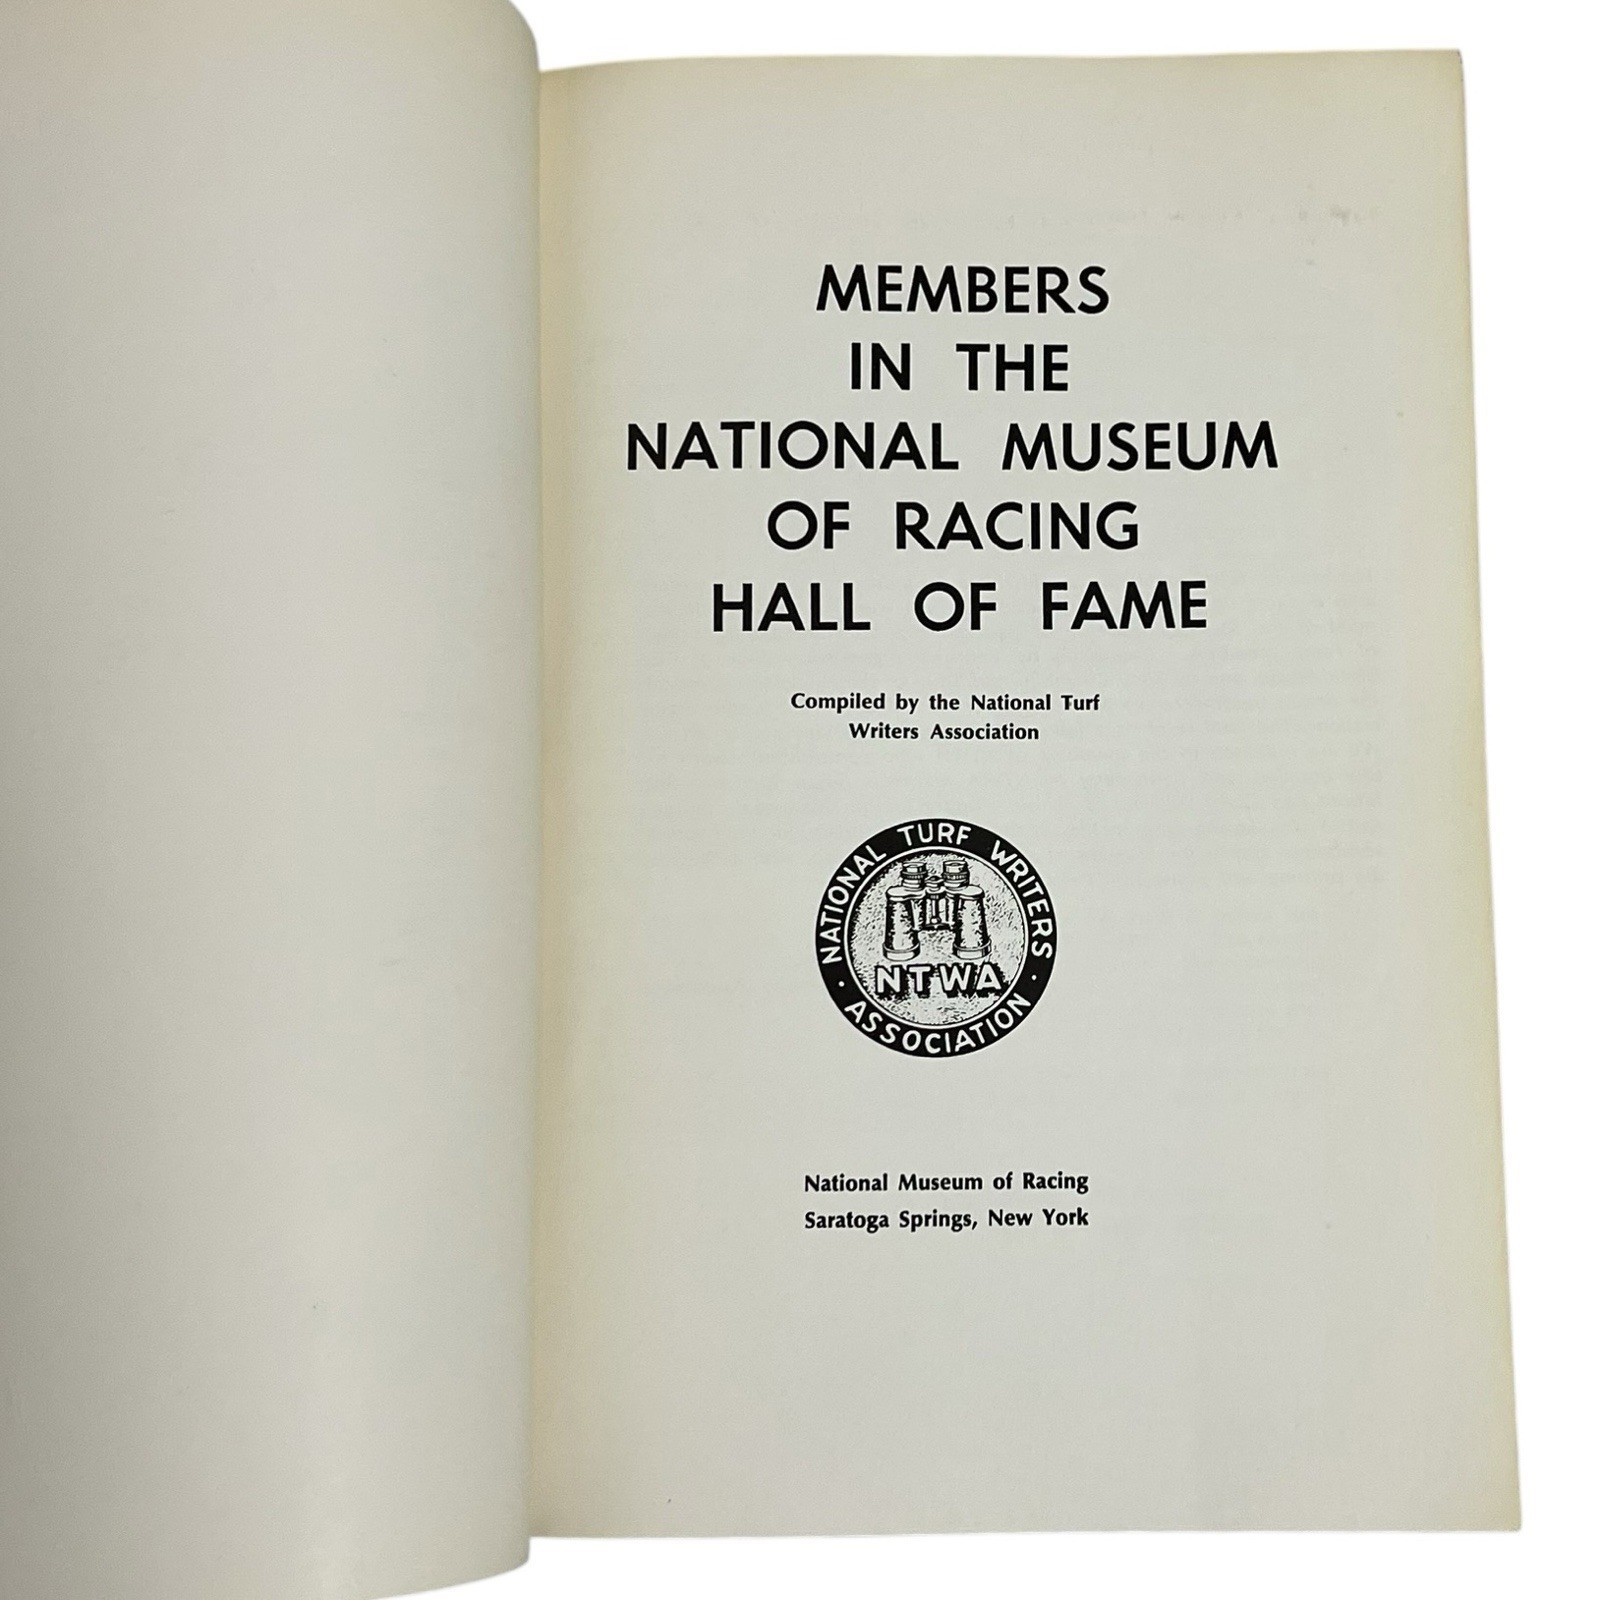 MEMBERS
IN THE
NATIONAL MUSEUM
OF RACING
HALL OF FAME
Compiled by the National Turf
Writers Association
NATIONAL TURF WRITERS
NTWA
· ASSOCIATION ·
National Museum of Racing
Saratoga Springs, New York